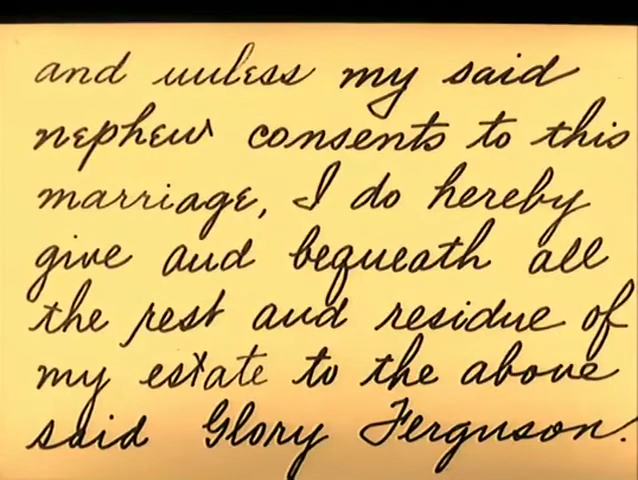 and unless my said
nephew consents to this
marriage, I do hereby
give and bequeath all
the rest and residue of
my estate to the above
said Glory Ferguson.